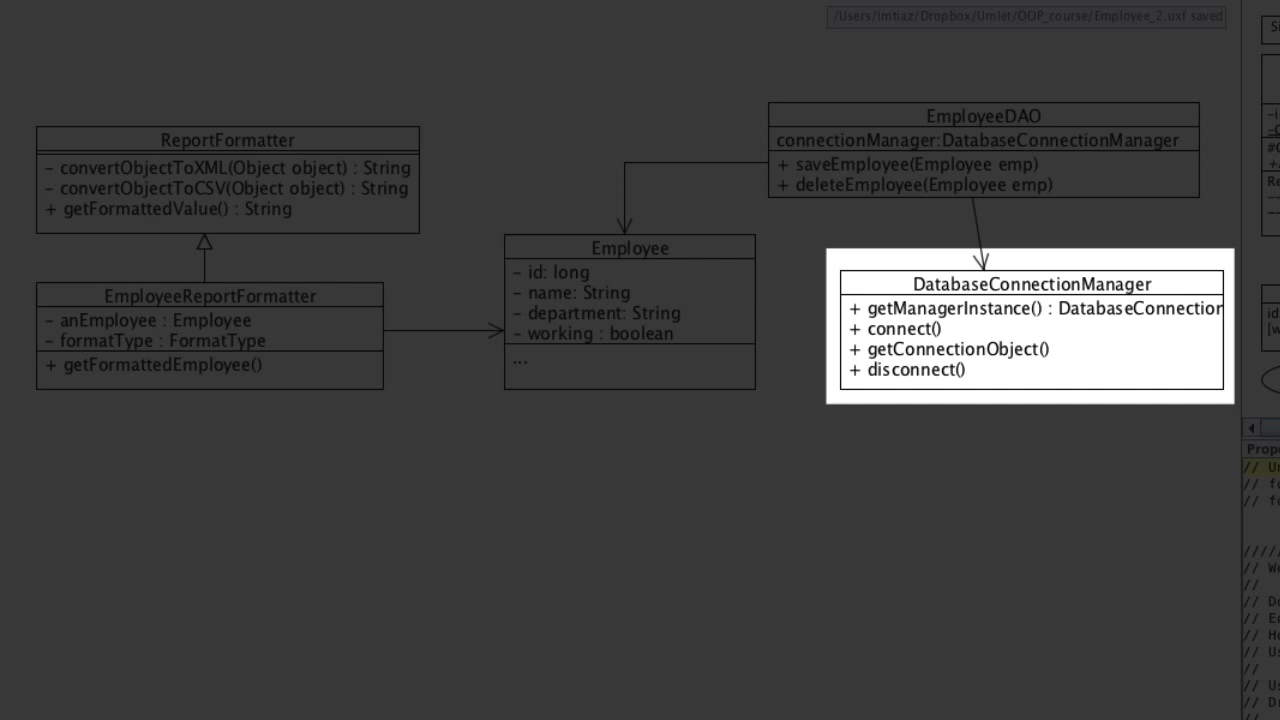 /Users/imtiaz/Dropbox/Umlet/OOP_course/Employee_2.uxf saved
ReportFormatter
- convertObjectToXML(Object object) : String
- convertObjectToCSV(Object object) : String
+ getFormattedValue() : String
EmployeeReportFormatter
- anEmployee : Employee
- formatType : FormatType
+ getFormattedEmployee()
Employee
- id: long
- name: String
- department: String
- working : boolean
...
EmployeeDAO
connectionManager:DatabaseConnectionManager
+ saveEmployee(Employee emp)
+ deleteEmployee(Employee emp)
DatabaseConnectionManager
+ getManagerInstance() : DatabaseConnection
+ connect()
+ getConnectionObject()
+ disconnect()